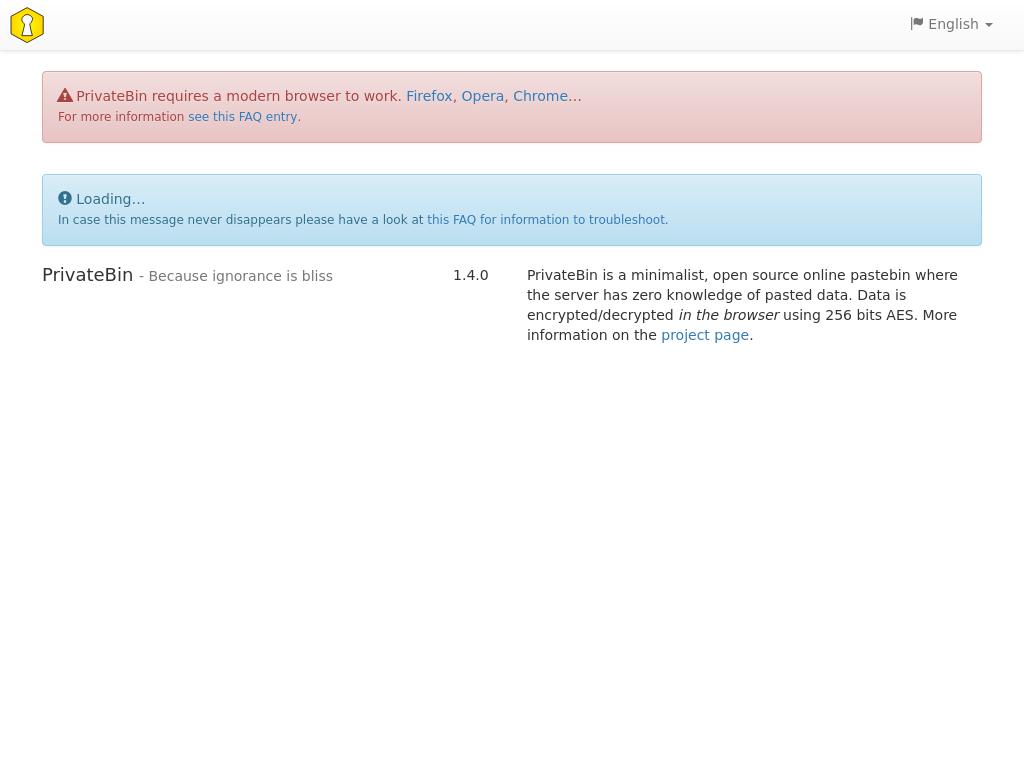 English
PrivateBin requires a modern browser to work. Firefox, Opera, Chrome…
For more information see this FAQ entry.
Loading…
In case this message never disappears please have a look at this FAQ for information to troubleshoot.
PrivateBin - Because ignorance is bliss
1.4.0
PrivateBin is a minimalist, open source online pastebin where
the server has zero knowledge of pasted data. Data is
encrypted/decrypted in the browser using 256 bits AES. More
information on the project page.